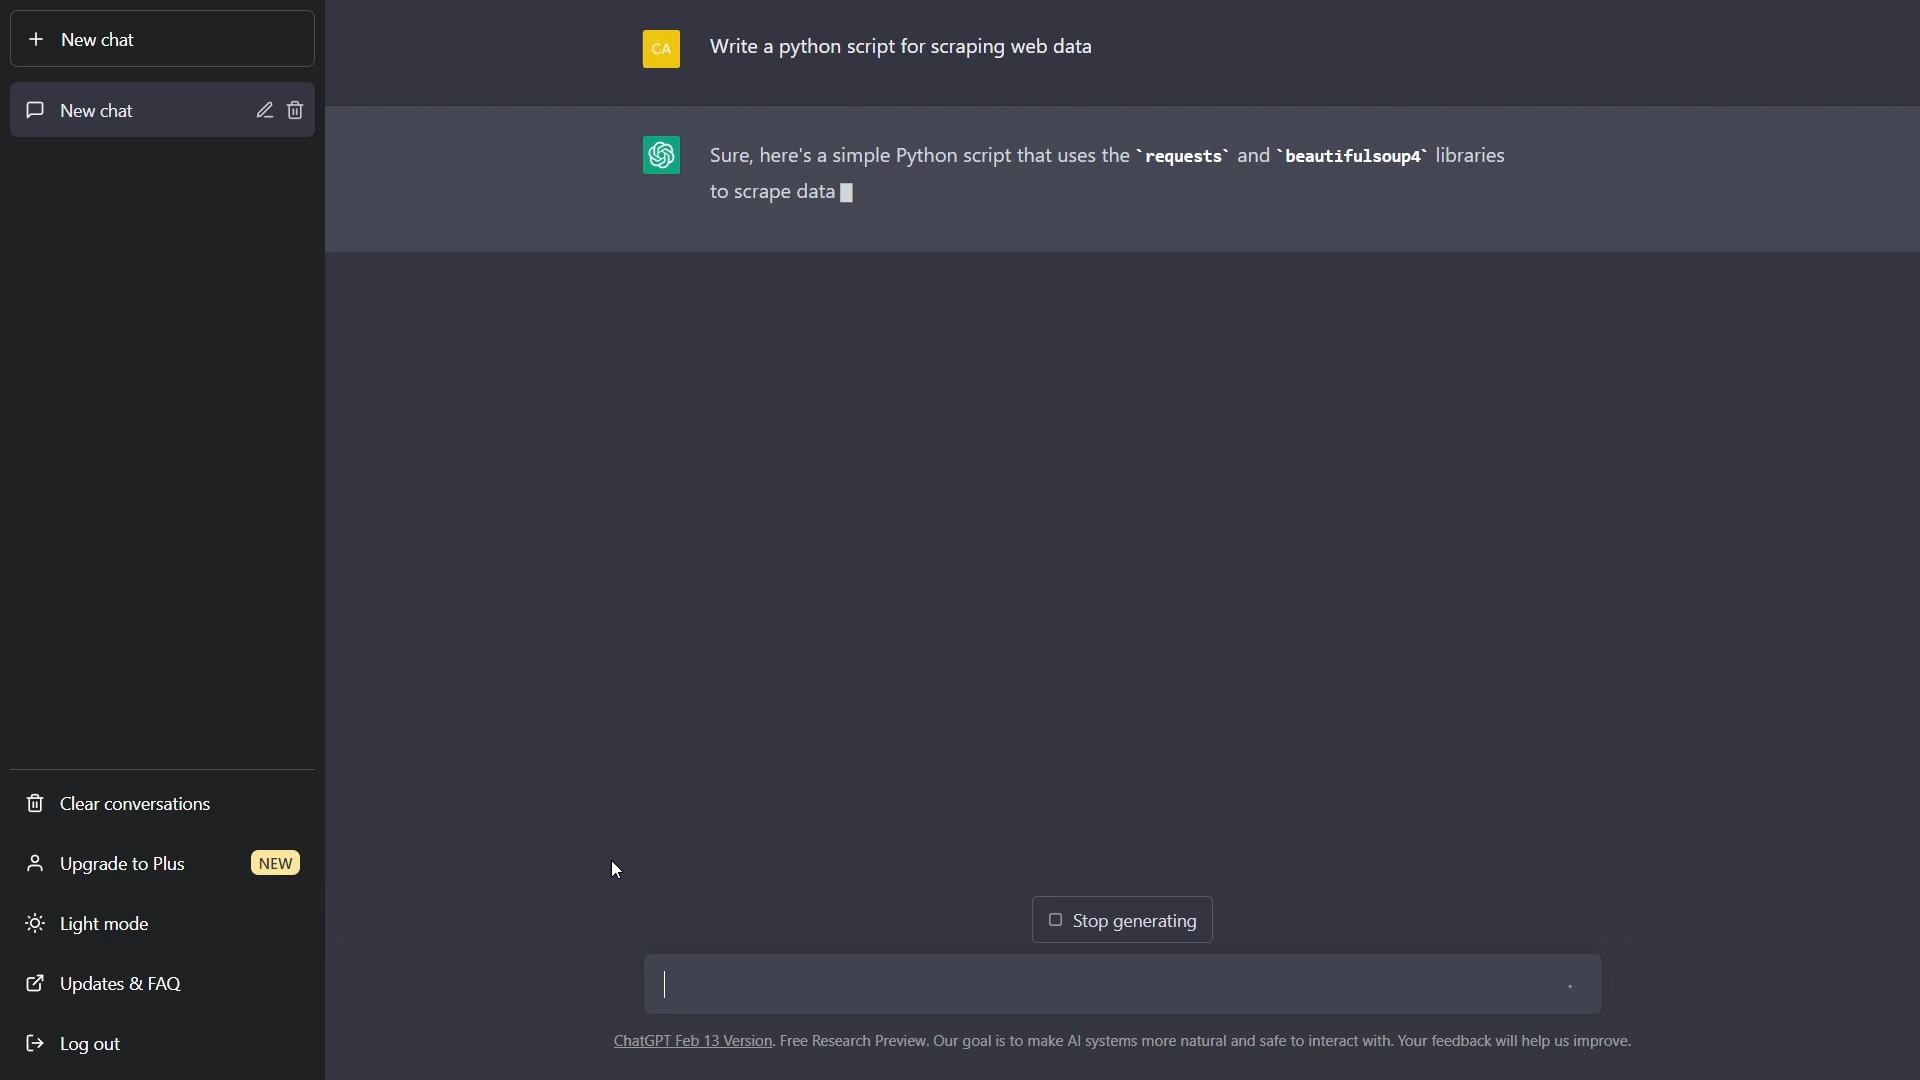 New chat
New chat
Clear conversations
Upgrade to Plus NEW
Light mode
Updates & FAQ
Log out
CA Write a python script for scraping web data
Sure, here's a simple Python script that uses the `requests` and `beautifulsoup4` libraries
to scrape data
Stop generating
ChatGPT Feb 13 Version. Free Research Preview. Our goal is to make AI systems more natural and safe to interact with. Your feedback will help us improve.